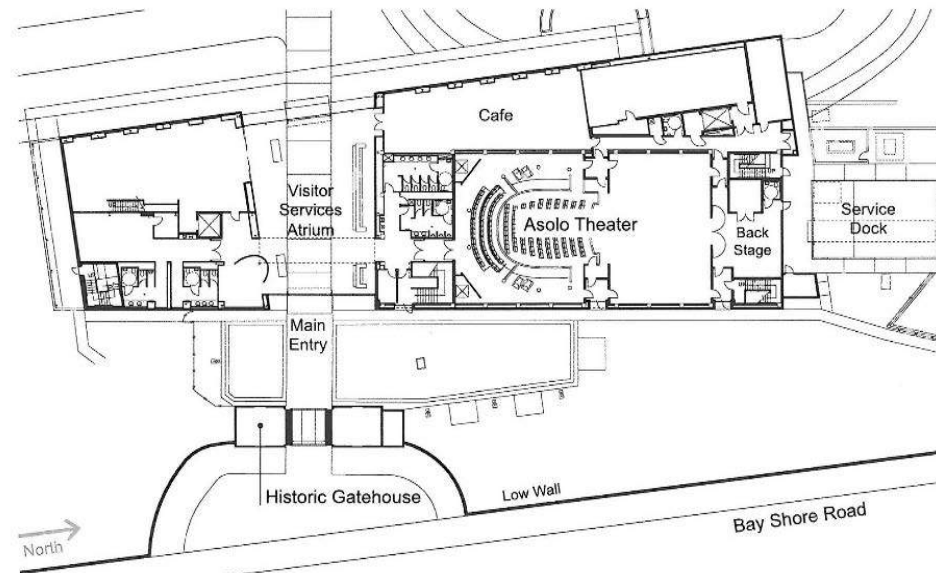 Cafe
Visitor
Services
Atrium
Asolo Theater
Back
Stage
Service
Dock
Main
Entry
Historic Gatehouse
Low Wall
Bay Shore Road
North